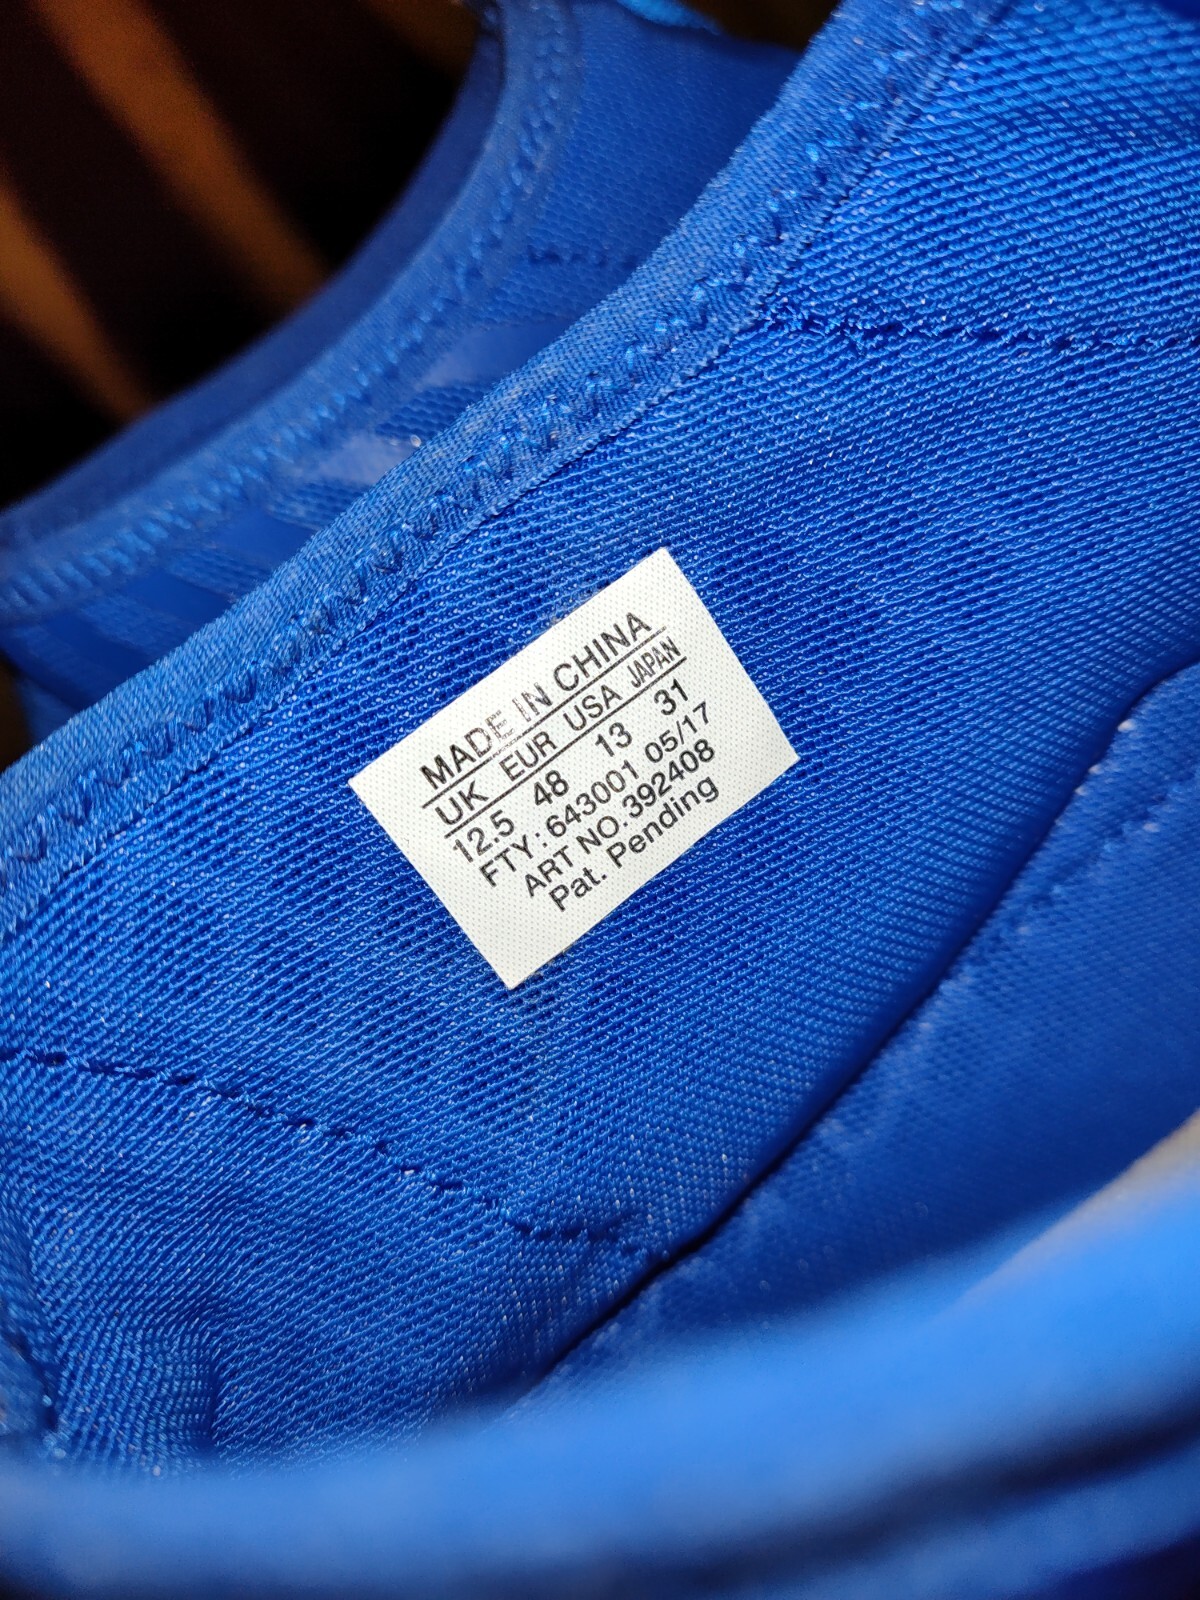 MADE IN CHINA
UK EUR USA JAPAN
12.5 48 13 31
FTY: 643001 05/17
ART NO.392408
Pat. Pending